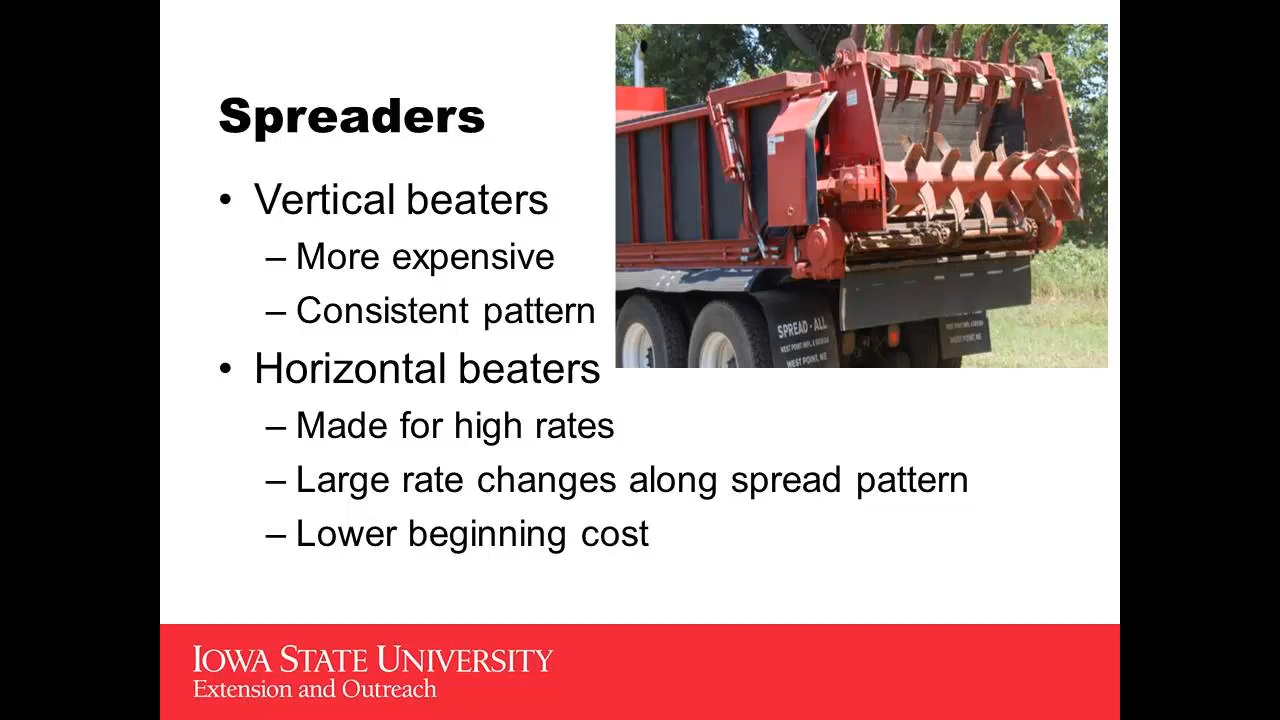 Spreaders
• Vertical beaters
– More expensive
– Consistent pattern
• Horizontal beaters
– Made for high rates
– Large rate changes along spread pattern
– Lower beginning cost
SPREAD - ALL
WEST POINT IMPL & DESIGN
WEST POINT, NE
IOWA STATE UNIVERSITY
Extension and Outreach